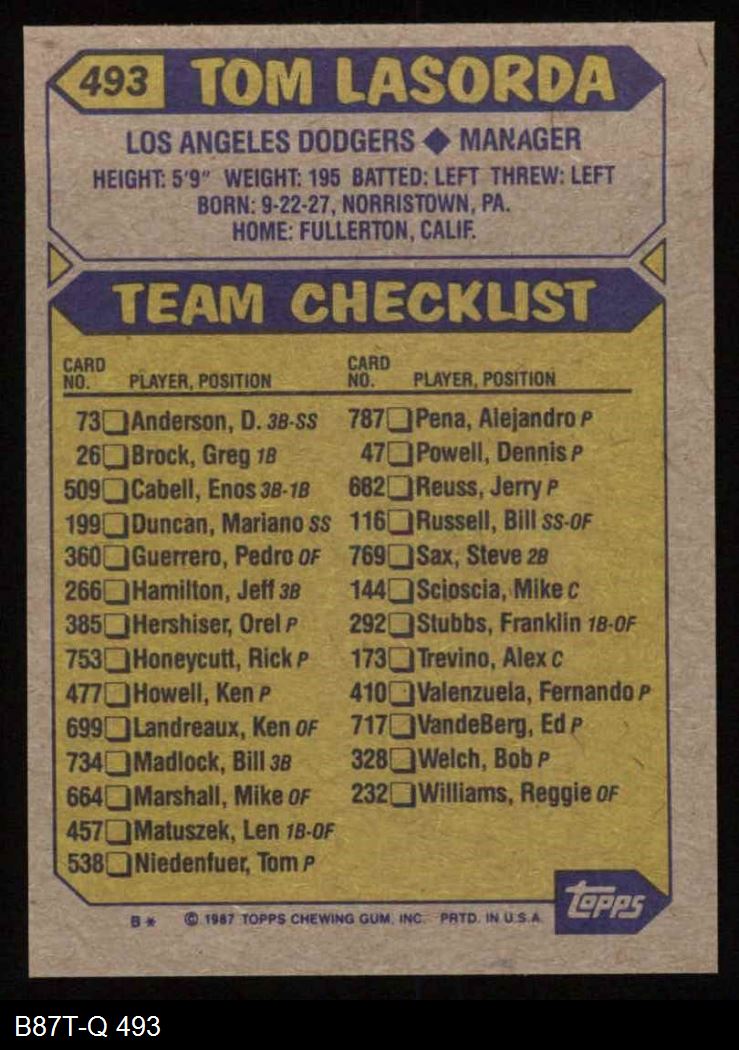 493 TOM LASORDA
LOS ANGELES DODGERS ◆ MANAGER
HEIGHT: 5'9" WEIGHT: 195 BATTED: LEFT THREW: LEFT
BORN: 9-22-27, NORRISTOWN, PA.
HOME: FULLERTON, CALIF.
TEAM CHECKLIST
CARD
NO. PLAYER, POSITION
73 Anderson, D. 3B-SS
26 Brock, Greg 1B
509 Cabell, Enos 3B-1B
199 Duncan, Mariano SS
360 Guerrero, Pedro OF
266 Hamilton, Jeff 3B
385 Hershiser, Orel P
753 Honeycutt, Rick P
477 Howell, Ken P
699 Landreaux, Ken OF
734 Madlock, Bill 3B
664 Marshall, Mike OF
457 Matuszek, Len 1B-OF
538 Niedenfuer, Tom P
CARD
NO. PLAYER, POSITION
787 Pena, Alejandro P
47 Powell, Dennis P
682 Reuss, Jerry P
116 Russell, Bill SS-OF
769 Sax, Steve 2B
144 Scioscia, Mike C
292 Stubbs, Franklin 1B-OF
173 Trevino, Alex C
410 Valenzuela, Fernando P
717 VandeBerg, Ed P
328 Welch, Bob P
232 Williams, Reggie OF
topps
B* © 1987 TOPPS CHEWING GUM, INC. PRTD. IN U.S.A.
B87T-Q 493